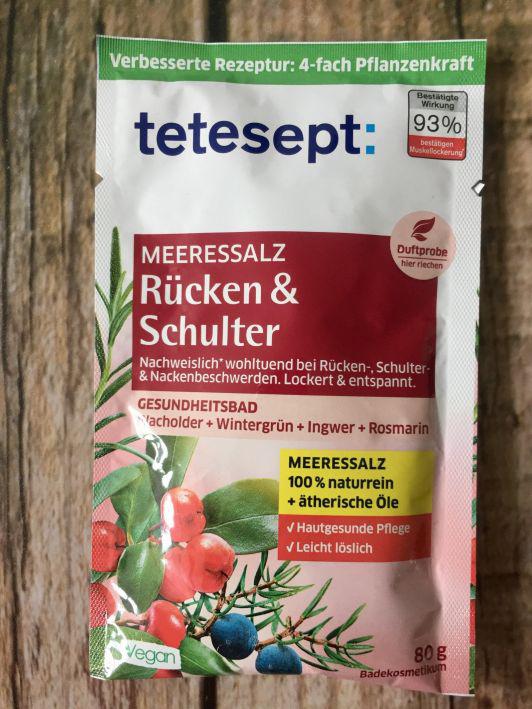 Verbesserte Rezeptur: 4-fach Pflanzenkraft
tetesept:
Bestätigte
Wirkung
93%
bestätigen
Muskellockerung
Duftprobe
hier riechen
MEERESSALZ
Rücken &
Schulter
Nachweislich* wohltuend bei Rücken-, Schulter-
& Nackenbeschwerden. Lockert & entspannt.
GESUNDHEITSBAD
Wacholder + Wintergrün + Ingwer + Rosmarin
MEERESSALZ
100 % naturrein
+ ätherische Öle
✓ Hautgesunde Pflege
✓ Leicht löslich
Vegan
80 g
Badekosmetikum